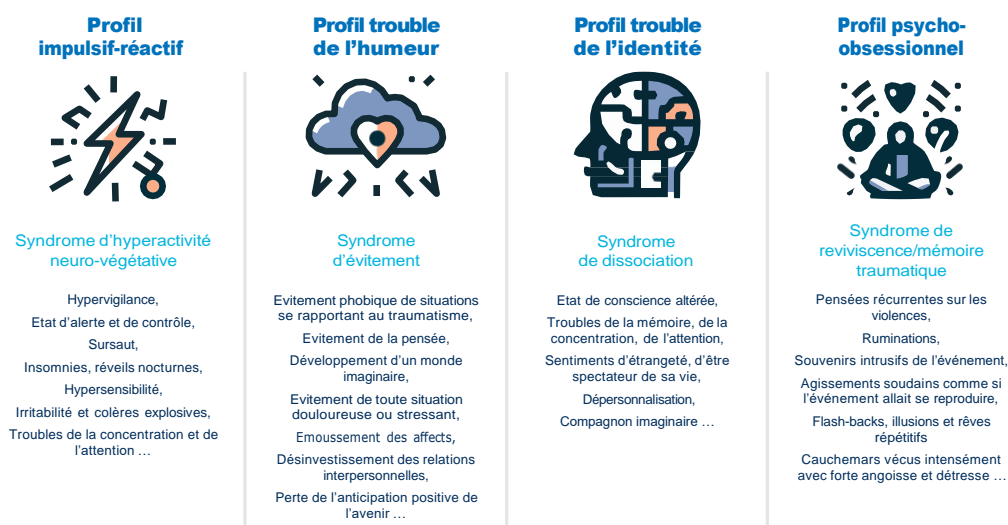 Profil
impulsif-réactif
Syndrome d’hyperactivité
neuro-végétative
Hypervigilance,
Etat d’alerte et de contrôle,
Sursaut,
Insomnies, réveils nocturnes,
Hypersensibilité,
Irritabilité et colères explosives,
Troubles de la concentration et de
l’attention …
Profil trouble
de l’humeur
Syndrome
d’évitement
Evitement phobique de situations
se rapportant au traumatisme,
Evitement de la pensée,
Développement d’un monde
imaginaire,
Evitement de toute situation
douloureuse ou stressant,
Emoussement des affects,
Désinvestissement des relations
interpersonnelles,
Perte de l’anticipation positive de
l’avenir …
Profil trouble
de l’identité
Syndrome
de dissociation
Etat de conscience altérée,
Troubles de la mémoire, de la
concentration, de l’attention,
Sentiments d’étrangeté, d’être
spectateur de sa vie,
Dépersonnalisation,
Compagnon imaginaire …
Profil psycho-
obsessionnel
Syndrome de
reviviscence/mémoire
traumatique
Pensées récurrentes sur les
violences,
Ruminations,
Souvenirs intrusifs de l’événement,
Agissements soudains comme si
l’événement allait se reproduire,
Flash-backs, illusions et rêves
répétitifs
Cauchemars vécus intensément
avec forte angoisse et détresse …